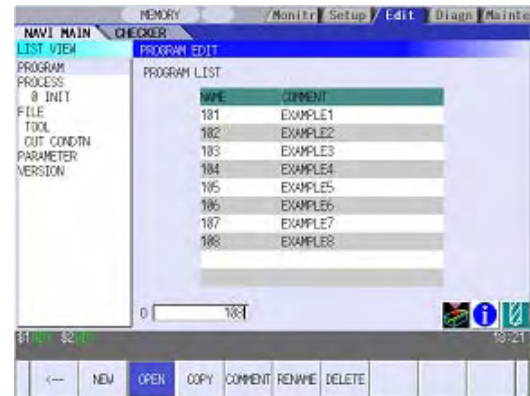 MEMORY
Monitr Setup Edit Diagn Mainte
NAVI MAIN CHECKER
LIST VIEW
PROGRAM EDIT
PROGRAM
PROCESS
0 INIT
FILE
TOOL
CUT CONDTN
PARAMETER
VERSION
PROGRAM LIST
NAME COMMENT
101 EXAMPLE1
102 EXAMPLE2
103 EXAMPLE3
104 EXAMPLE4
105 EXAMPLE5
106 EXAMPLE6
107 EXAMPLE7
108 EXAMPLE8
O 108
$1 $2
18:21
<--- NEW OPEN COPY COMMENT RENAME DELETE